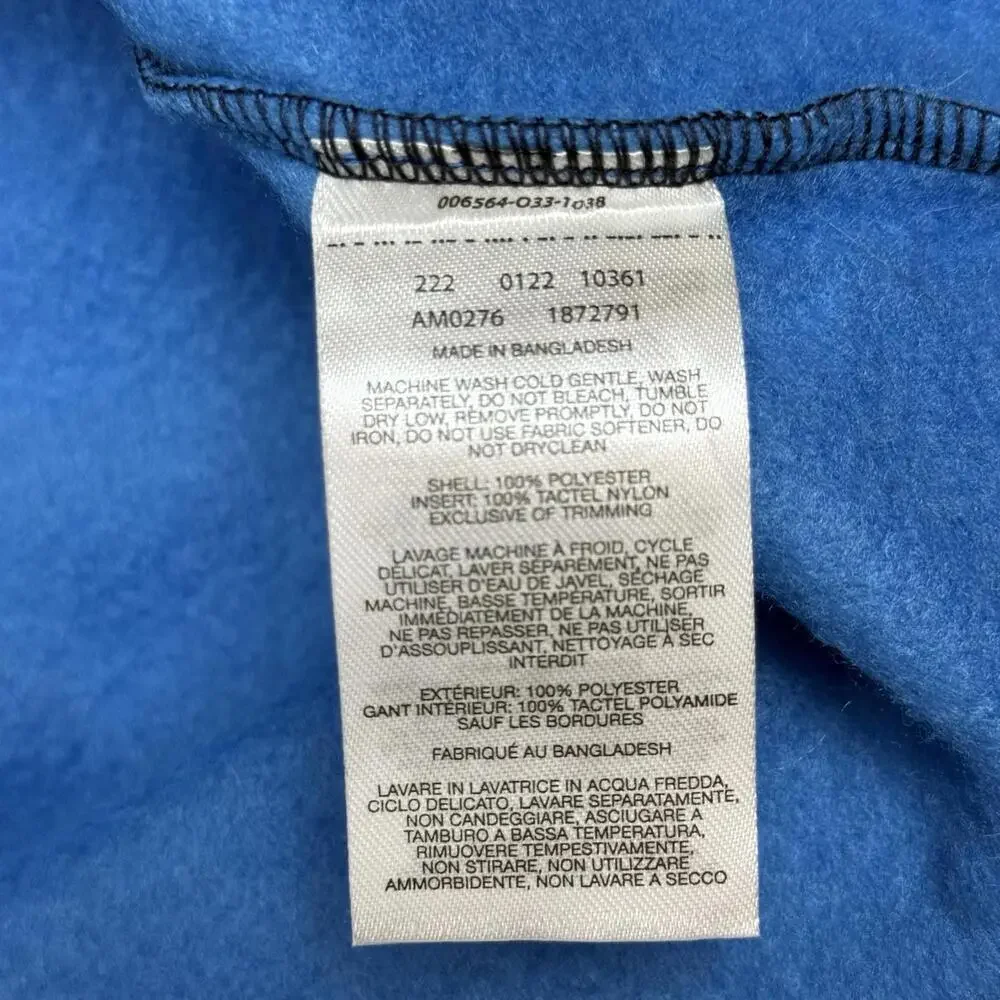 006564-O33-1038
222 0122 10361
AM0276 1872791
MADE IN BANGLADESH
MACHINE WASH COLD GENTLE, WASH
SEPARATELY, DO NOT BLEACH, TUMBLE
DRY LOW, REMOVE PROMPTLY, DO NOT
IRON, DO NOT USE FABRIC SOFTENER, DO
NOT DRYCLEAN
SHELL: 100% POLYESTER
INSERT: 100% TACTEL NYLON
EXCLUSIVE OF TRIMMING
LAVAGE MACHINE À FROID, CYCLE
DÉLICAT, LAVER SÉPARÉMENT, NE PAS
UTILISER D'EAU DE JAVEL, SÉCHAGE
MACHINE, BASSE TEMPÉRATURE, SORTIR
IMMÉDIATEMENT DE LA MACHINE,
NE PAS REPASSER, NE PAS UTILISER
D'ASSOUPLISSANT, NETTOYAGE À SEC
INTERDIT
EXTÉRIEUR: 100% POLYESTER
GANT INTÉRIEUR: 100% TACTEL POLYAMIDE
SAUF LES BORDURES
FABRIQUÉ AU BANGLADESH
LAVARE IN LAVATRICE IN ACQUA FREDDA,
CICLO DELICATO, LAVARE SEPARATAMENTE,
NON CANDEGGIARE, ASCIUGARE A
TAMBURO A BASSA TEMPERATURA,
RIMUOVERE TEMPESTIVAMENTE,
NON STIRARE, NON UTILIZZARE
AMMORBIDENTE, NON LAVARE A SECCO